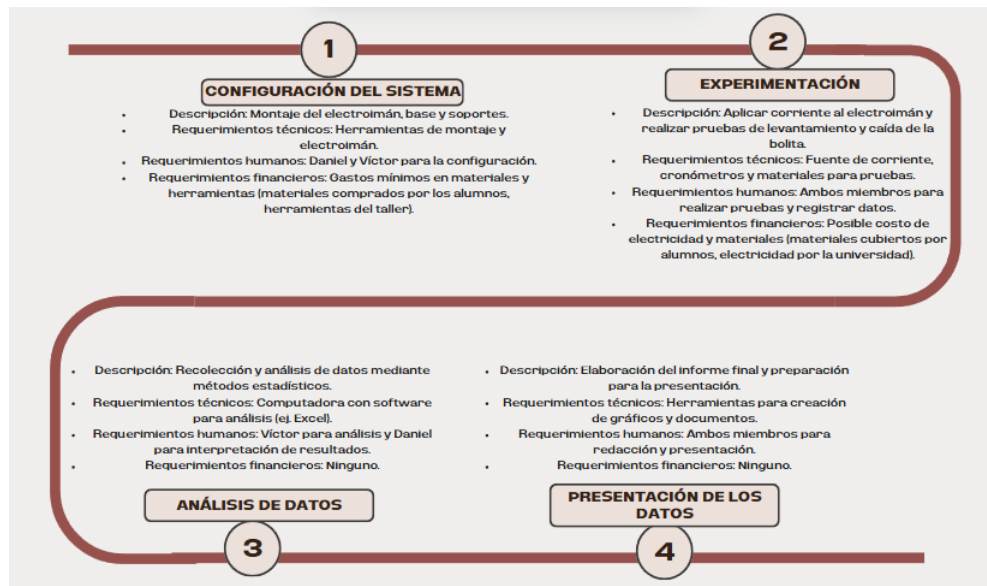 1
CONFIGURACIÓN DEL SISTEMA
• Descripción: Montaje del electroimán, base y soportes.
• Requerimientos técnicos: Herramientas de montaje y
electroimán.
• Requerimientos humanos: Daniel y Víctor para la configuración.
• Requerimientos financieros: Gastos mínimos en materiales y
herramientas (materiales comprados por los alumnos,
herramientas del taller).
2
EXPERIMENTACIÓN
• Descripción: Aplicar corriente al electroimán y
realizar pruebas de levantamiento y caída de la
bolita.
• Requerimientos técnicos: Fuente de corriente,
cronómetros y materiales para pruebas.
• Requerimientos humanos: Ambos miembros para
realizar pruebas y registrar datos.
• Requerimientos financieros: Posible costo de
electricidad y materiales (materiales cubiertos por
alumnos, electricidad por la universidad).
• Descripción: Recolección y análisis de datos mediante
métodos estadísticos.
• Requerimientos técnicos: Computadora con software
para análisis (ej. Excel).
• Requerimientos humanos: Víctor para análisis y Daniel
para interpretación de resultados.
• Requerimientos financieros: Ninguno.
ANÁLISIS DE DATOS
3
• Descripción: Elaboración del informe final y preparación
para la presentación.
• Requerimientos técnicos: Herramientas para creación
de gráficos y documentos.
• Requerimientos humanos: Ambos miembros para
redacción y presentación.
• Requerimientos financieros: Ninguno.
PRESENTACIÓN DE LOS
DATOS
4